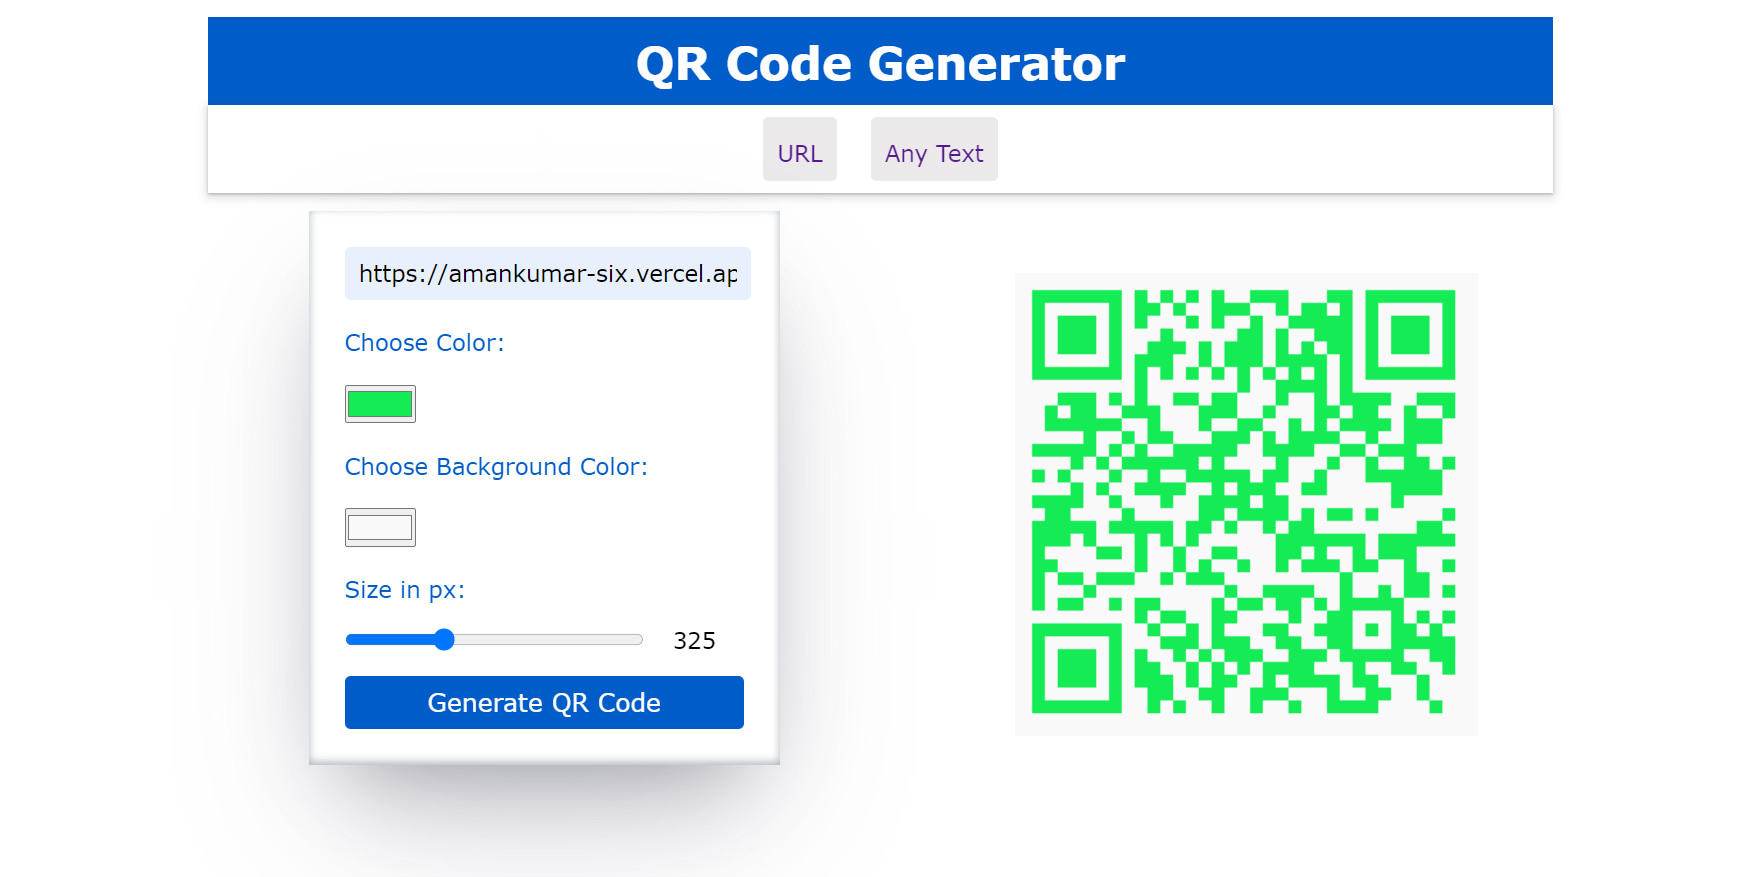 QR Code Generator
URL
Any Text
https://amankumar-six.vercel.ap
Choose Color:
Choose Background Color:
Size in px:
325
Generate QR Code